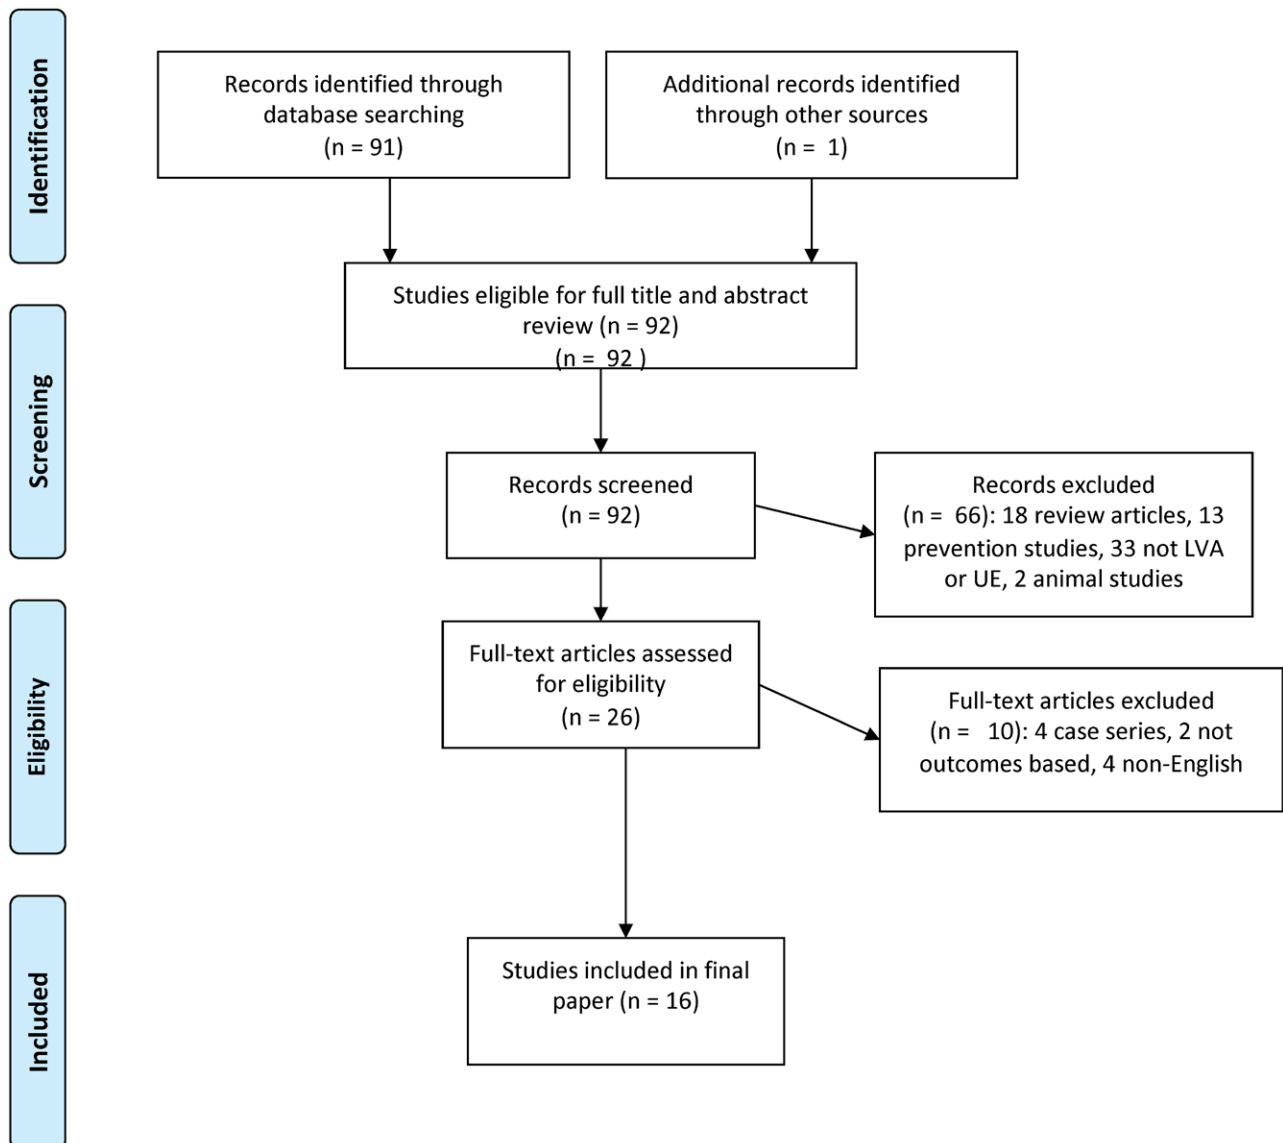 Identification
Records identified through
database searching
(n = 91)
Additional records identified
through other sources
(n = 1)
Studies eligible for full title and abstract
review (n = 92)
(n = 92 )
Screening
Records screened
(n = 92)
Records excluded
(n = 66): 18 review articles, 13
prevention studies, 33 not LVA
or UE, 2 animal studies
Eligibility
Full-text articles assessed
for eligibility
(n = 26)
Full-text articles excluded
(n = 10): 4 case series, 2 not
outcomes based, 4 non-English
Included
Studies included in final
paper (n = 16)